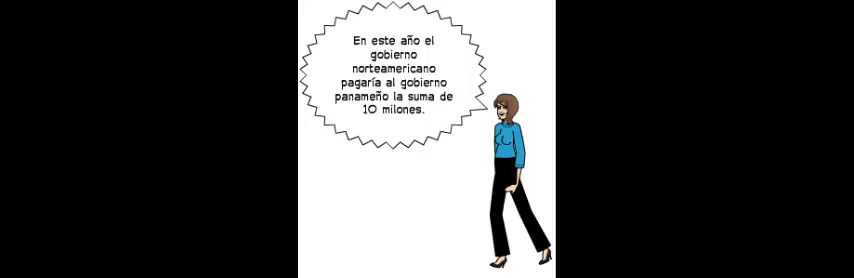 En este año el
gobierno
norteamericano
pagaría al gobierno
panameño la suma de
10 milones.